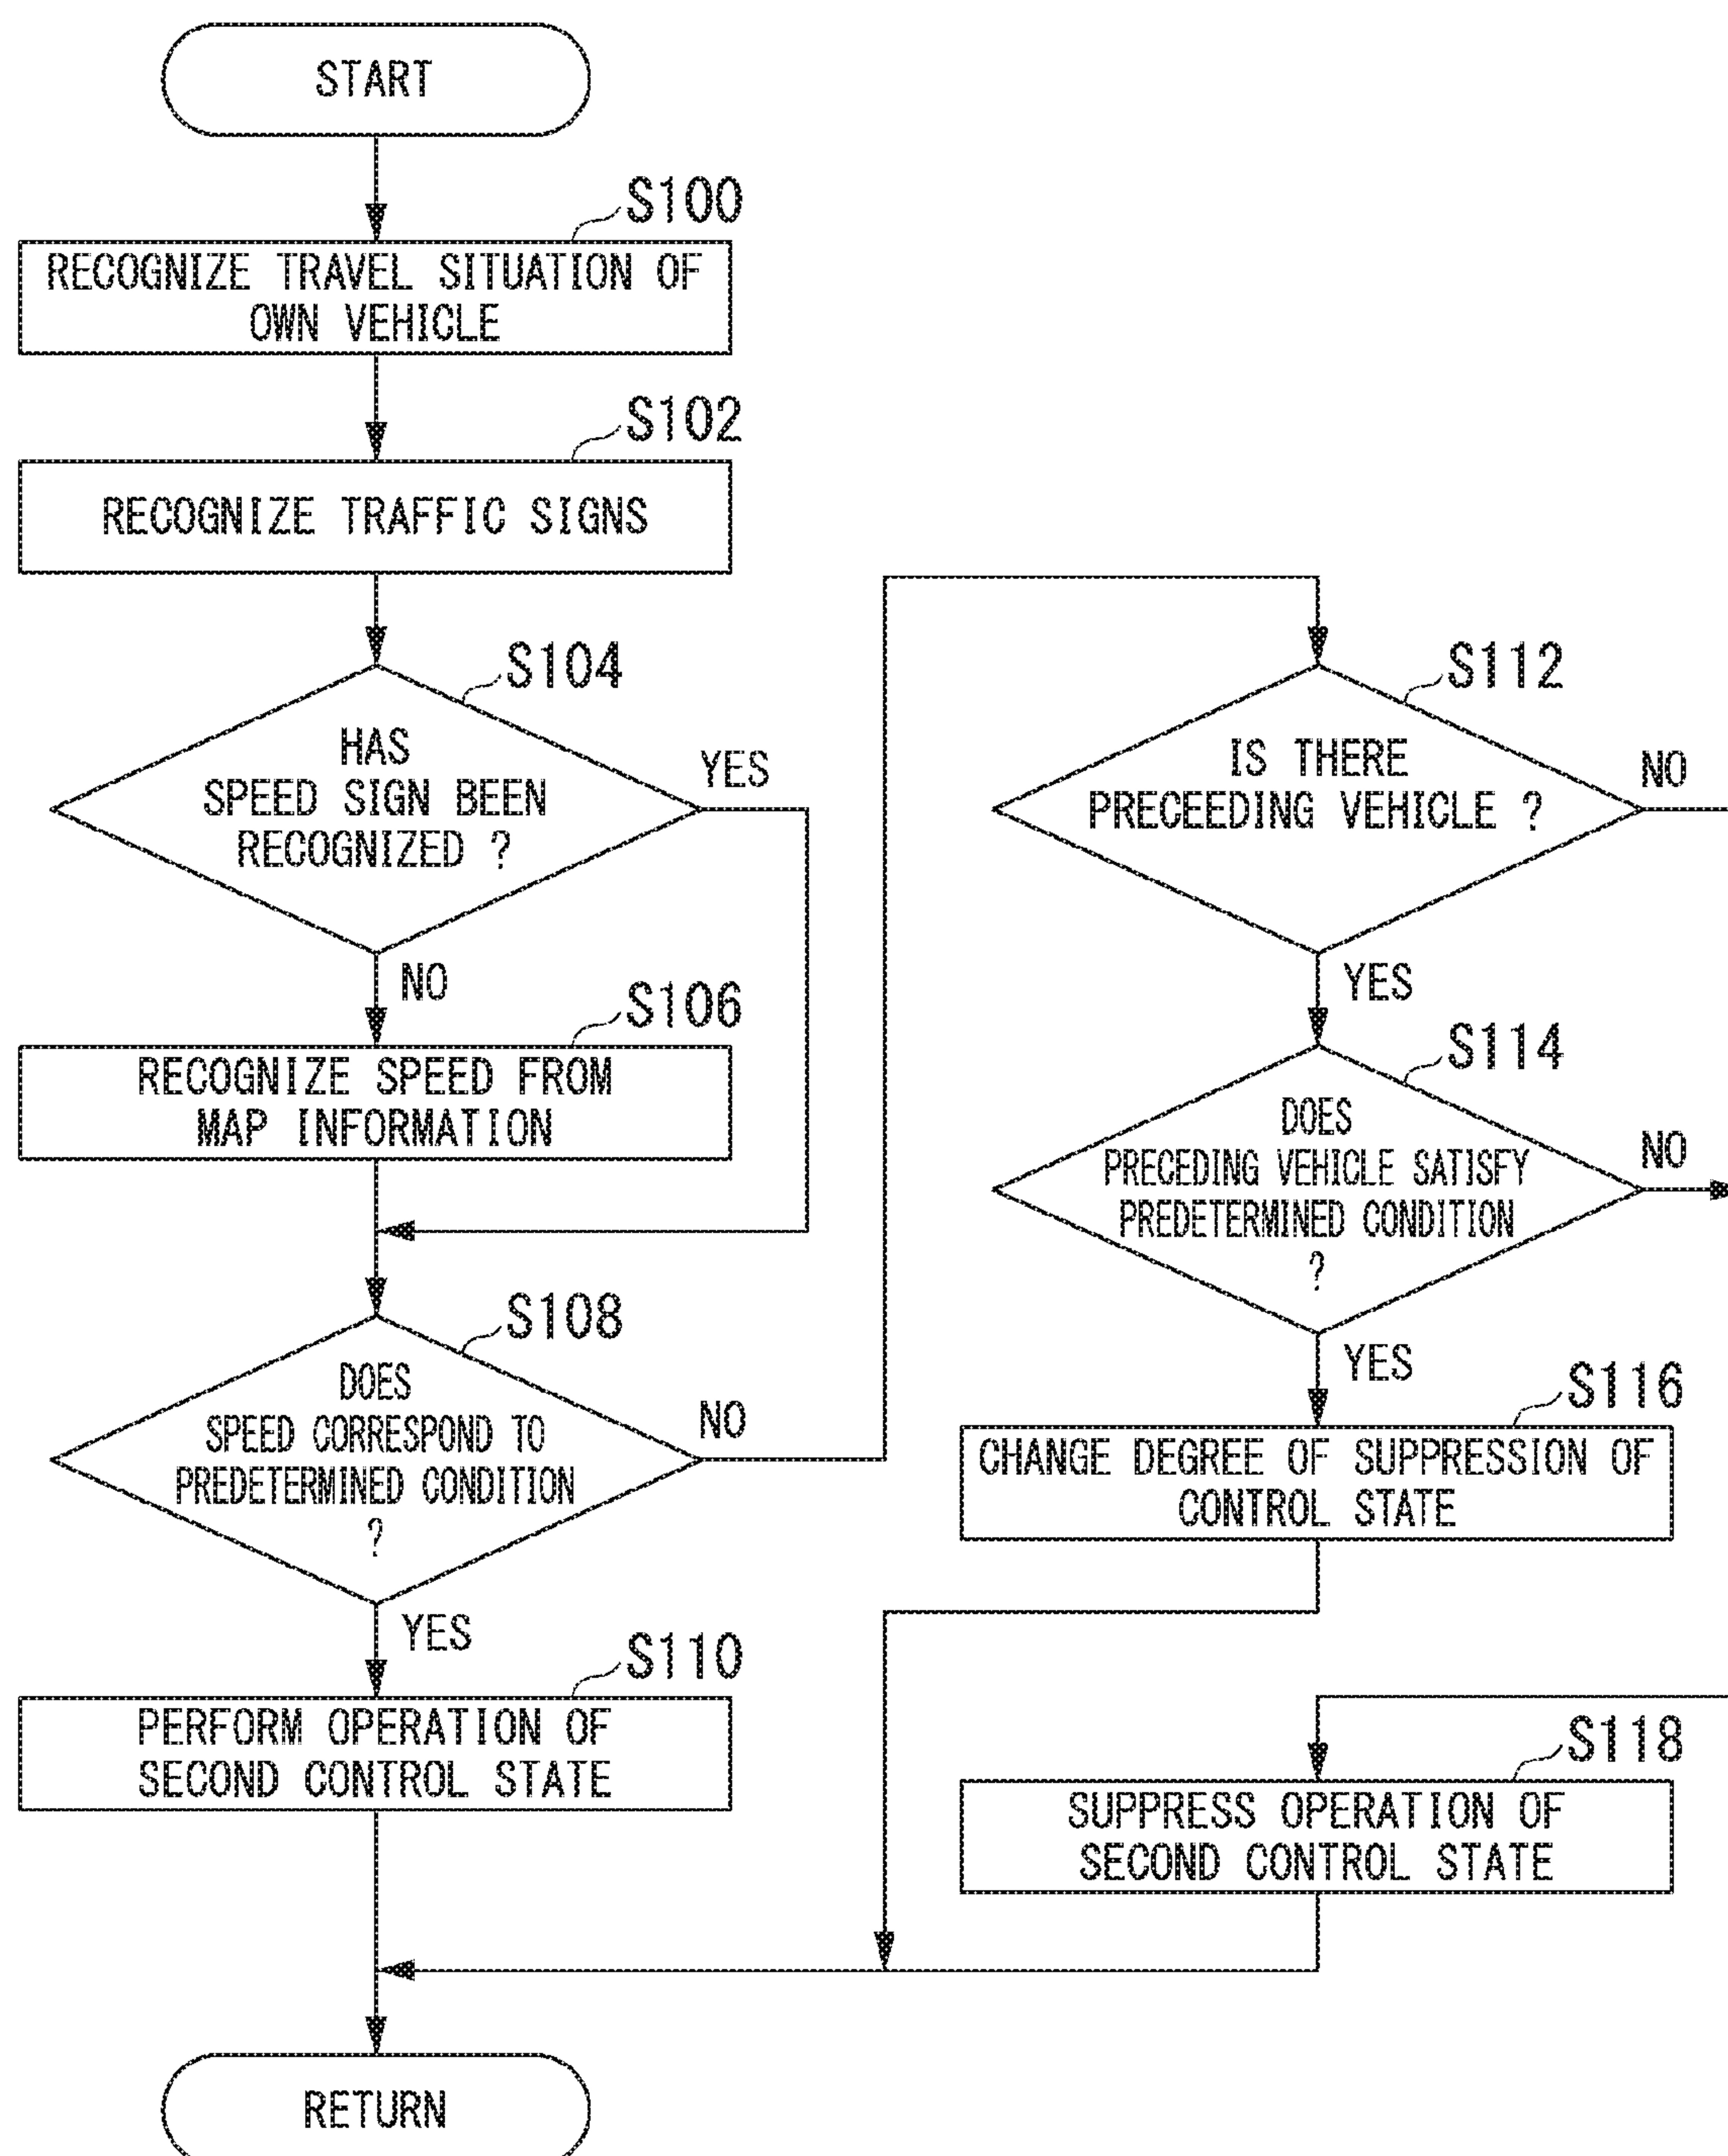 START
S100
RECOGNIZE TRAVEL SITUATION OF
OWN VEHICLE
S102
RECOGNIZE TRAFFIC SIGNS
S104
HAS
SPEED SIGN BEEN
RECOGNIZED ?
YES
NO
S106
RECOGNIZE SPEED FROM
MAP INFORMATION
S108
DOES
SPEED CORRESPOND TO
PREDETERMINED CONDITION
?
NO
YES
S110
PERFORM OPERATION OF
SECOND CONTROL STATE
RETURN
S112
IS THERE
PRECEEDING VEHICLE ?
NO
YES
S114
DOES
PRECEDING VEHICLE SATISFY
PREDETERMINED CONDITION
?
NO
YES
S116
CHANGE DEGREE OF SUPPRESSION OF
CONTROL STATE
S118
SUPPRESS OPERATION OF
SECOND CONTROL STATE